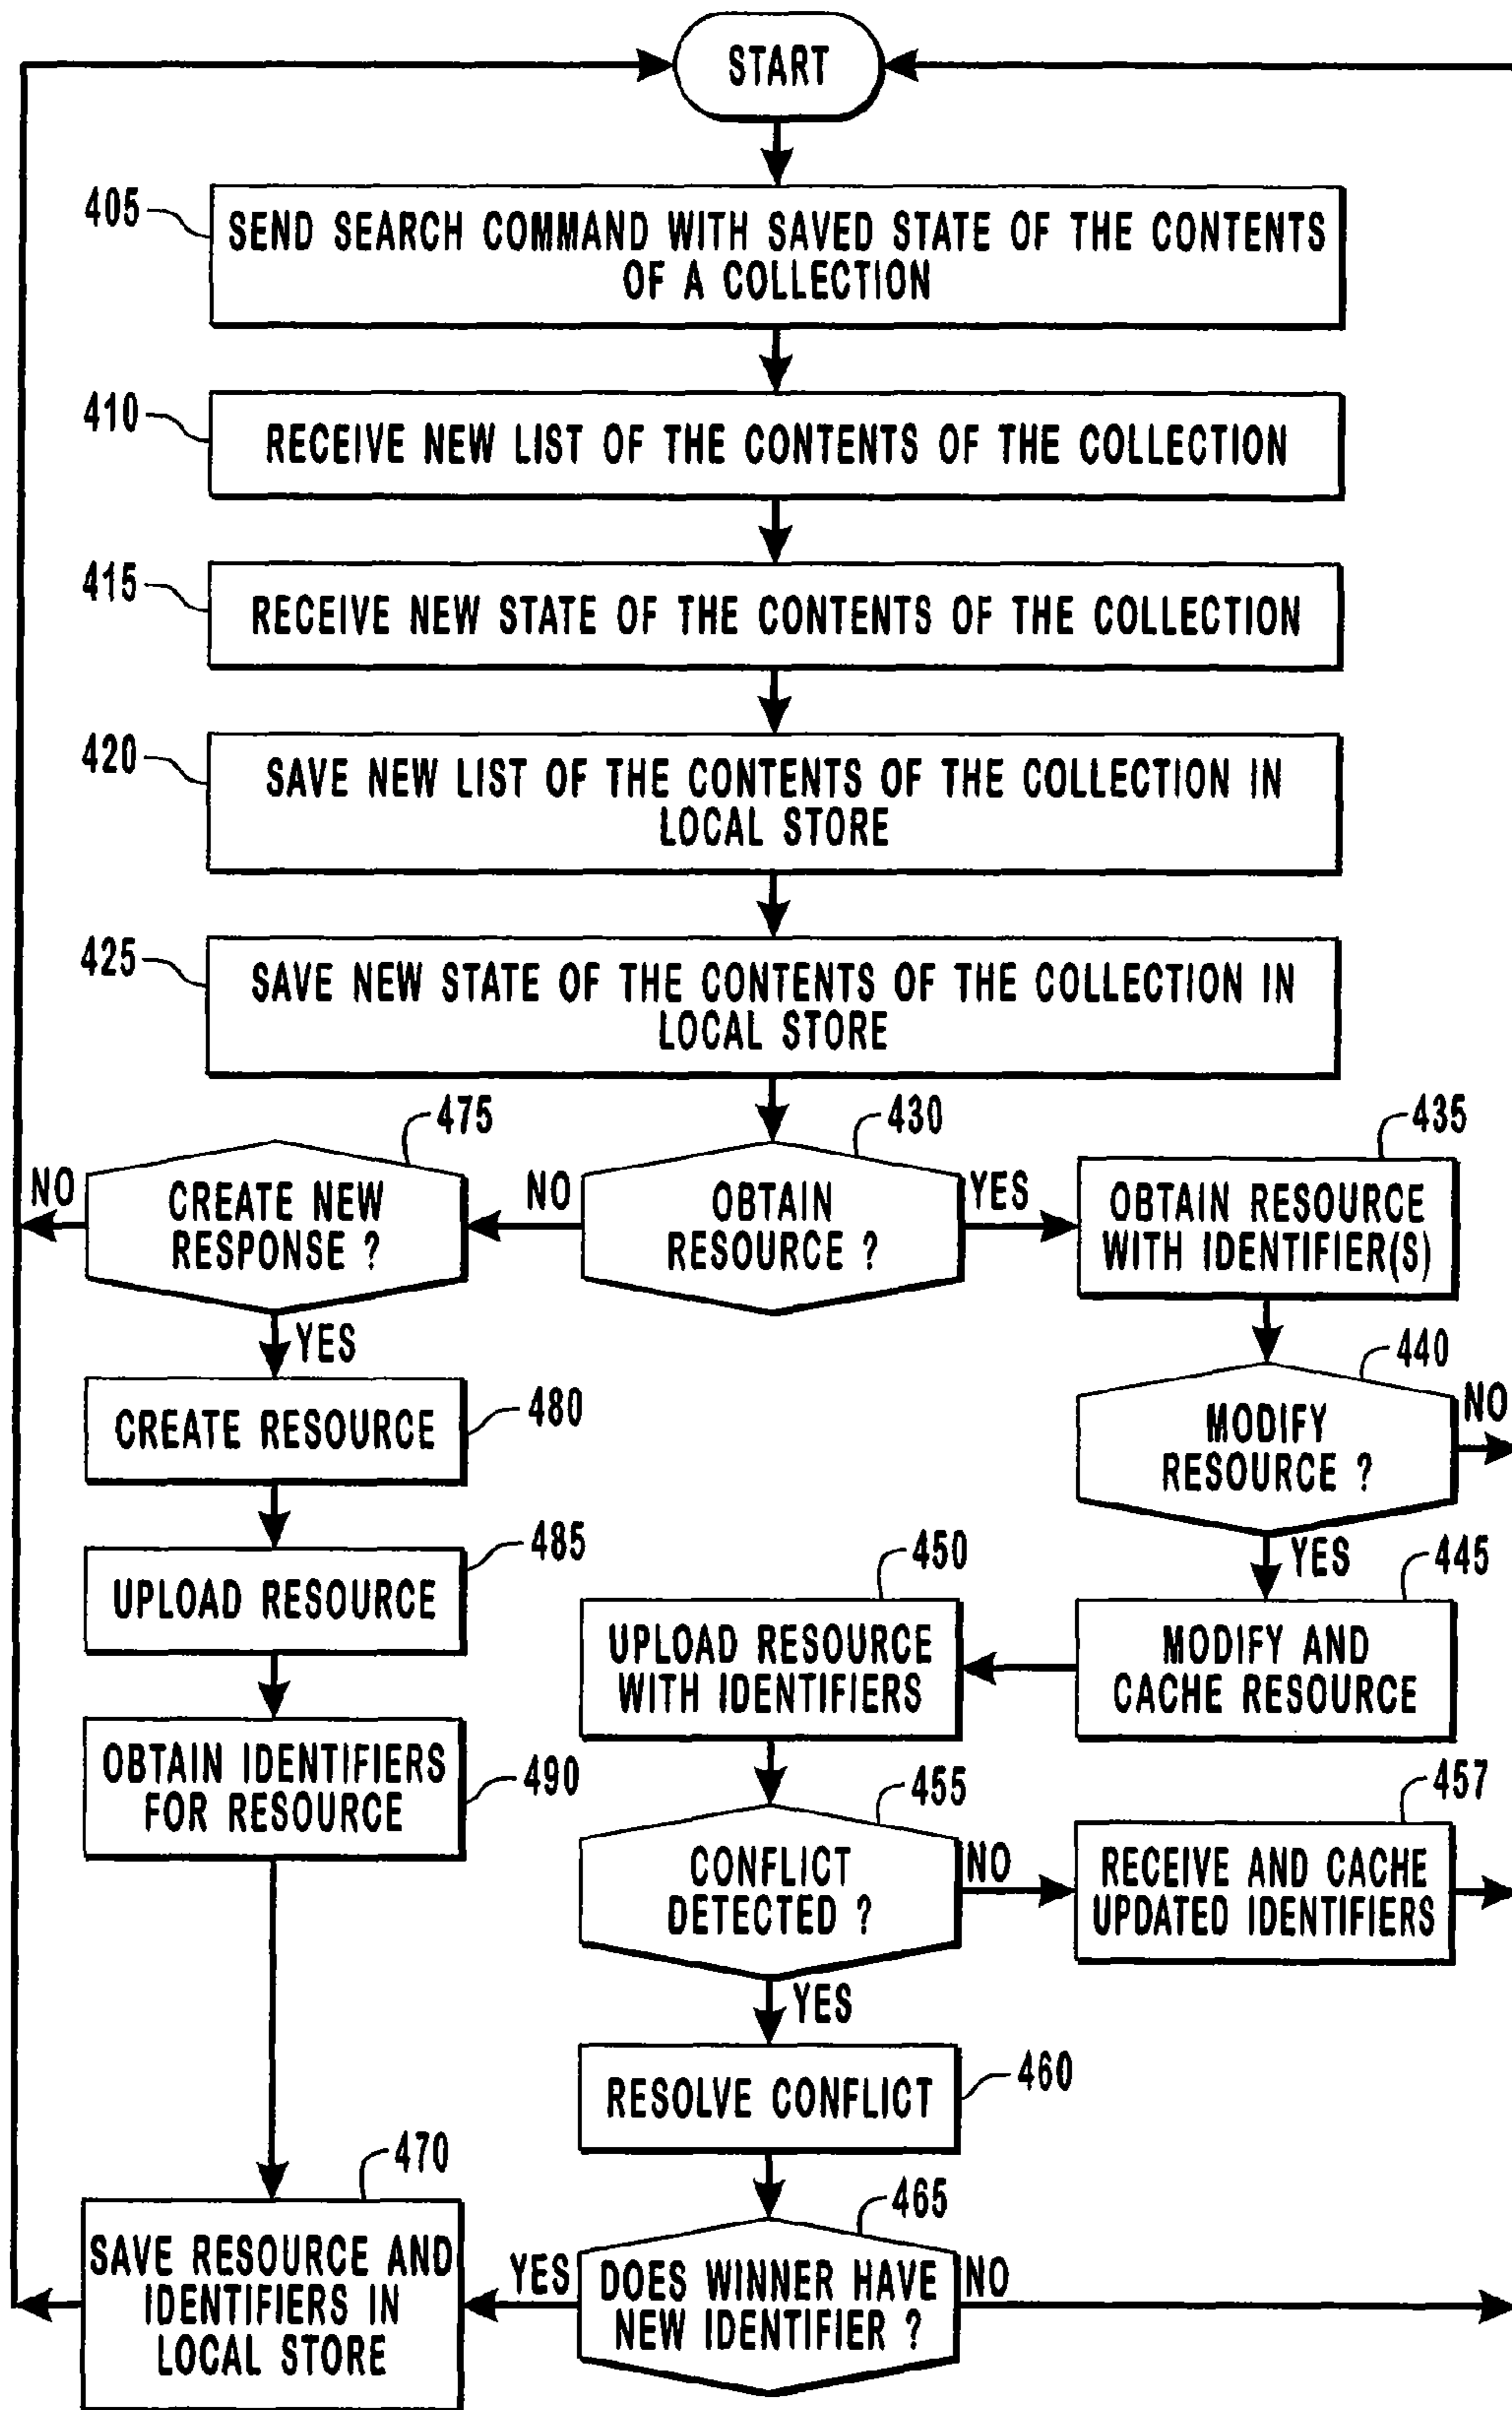 START
405
SEND SEARCH COMMAND WITH SAVED STATE OF THE CONTENTS
OF A COLLECTION
410
RECEIVE NEW LIST OF THE CONTENTS OF THE COLLECTION
415
RECEIVE NEW STATE OF THE CONTENTS OF THE COLLECTION
420
SAVE NEW LIST OF THE CONTENTS OF THE COLLECTION IN
LOCAL STORE
425
SAVE NEW STATE OF THE CONTENTS OF THE COLLECTION IN
LOCAL STORE
430
OBTAIN
RESOURCE ?
NO
YES
475
CREATE NEW
RESPONSE ?
NO
YES
435
OBTAIN RESOURCE
WITH IDENTIFIER(S)
440
MODIFY
RESOURCE ?
NO
YES
480
CREATE RESOURCE
485
UPLOAD RESOURCE
490
OBTAIN IDENTIFIERS
FOR RESOURCE
445
MODIFY AND
CACHE RESOURCE
450
UPLOAD RESOURCE
WITH IDENTIFIERS
455
CONFLICT
DETECTED ?
NO
YES
457
RECEIVE AND CACHE
UPDATED IDENTIFIERS
460
RESOLVE CONFLICT
465
DOES WINNER HAVE
NEW IDENTIFIER ?
YES
NO
470
SAVE RESOURCE AND
IDENTIFIERS IN
LOCAL STORE